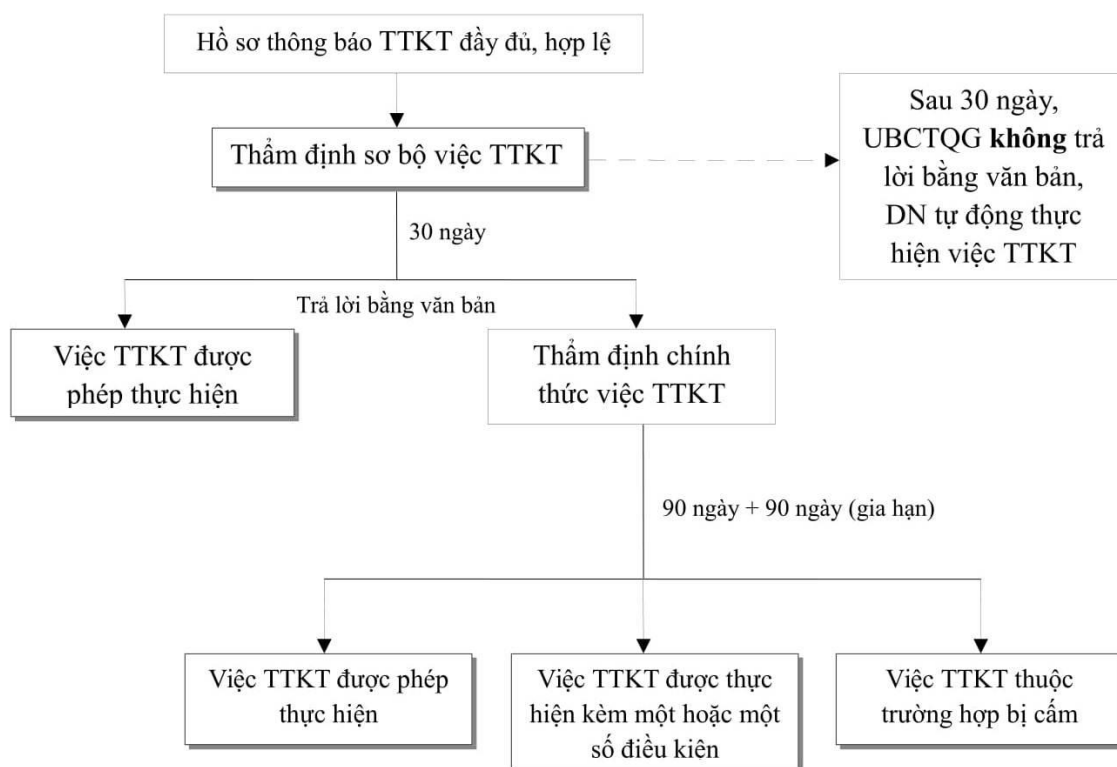 Hồ sơ thông báo TTKT đầy đủ, hợp lệ
Thẩm định sơ bộ việc TTKT
Sau 30 ngày,
UBCTQG không trả
lời bằng văn bản,
DN tự động thực
hiện việc TTKT
30 ngày
Trả lời bằng văn bản
Việc TTKT được
phép thực hiện
Thẩm định chính
thức việc TTKT
90 ngày + 90 ngày (gia hạn)
Việc TTKT được phép
thực hiện
Việc TTKT được thực
hiện kèm một hoặc một
số điều kiện
Việc TTKT thuộc
trường hợp bị cấm